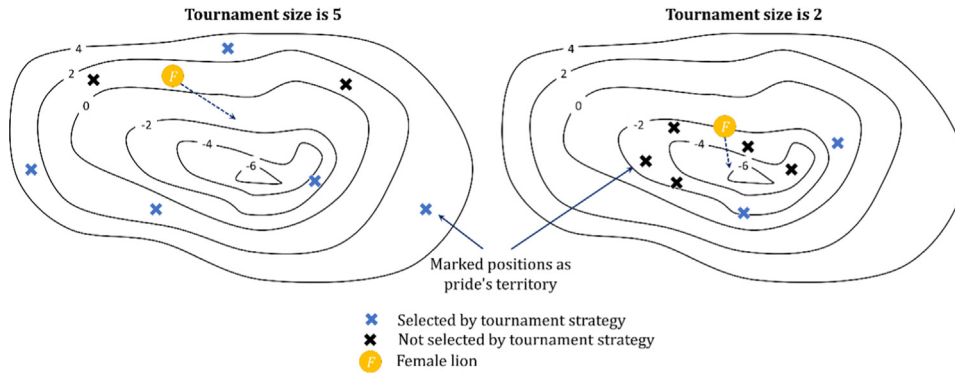 Tournament size is 5
Tournament size is 2
4
2
0
-2
-4
-6
F
4
2
0
-2
-4
-6
F
Marked positions as
pride's territory
Selected by tournament strategy
Not selected by tournament strategy
F Female lion